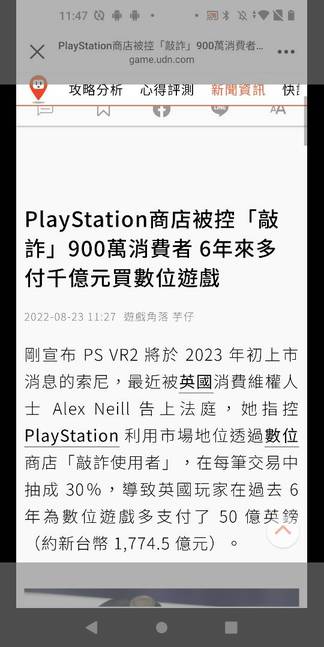 11:47
PlayStation商店被控「敲詐」900萬消費者...
game.udn.com
攻略分析 心得評測 新聞資訊 快
PlayStation商店被控「敲
詐」900萬消費者 6年來多
付千億元買數位遊戲
2022-08-23 11:27 遊戲角落 芋仔
剛宣布 PS VR2 將於 2023 年初上市
消息的索尼，最近被英國消費維權人
士 Alex Neill 告上法庭，她指控
PlayStation 利用市場地位透過數位
商店「敲詐使用者」，在每筆交易中
抽成 30%，導致英國玩家在過去 6
年為數位遊戲多支付了 50 億英鎊
（約新台幣 1,774.5 億元）。